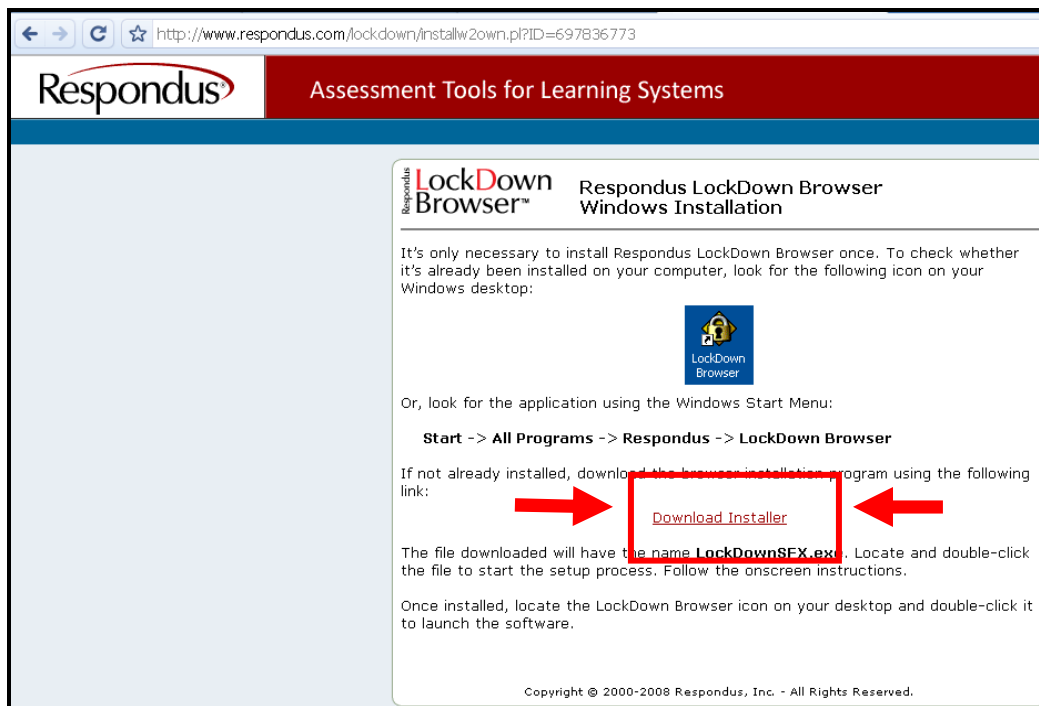 http://www.respondus.com/lockdown/installw2own.pl?ID=697836773
Respondus
Assessment Tools for Learning Systems
Respondus
LockDown
Browser™
Respondus LockDown Browser
Windows Installation
It's only necessary to install Respondus LockDown Browser once. To check whether
it's already been installed on your computer, look for the following icon on your
Windows desktop:
LockDown
Browser
Or, look for the application using the Windows Start Menu:
Start -> All Programs -> Respondus -> LockDown Browser
If not already installed, download the browser installation program using the following
link:
Download Installer
The file downloaded will have the name LockDownSFX.exe. Locate and double-click
the file to start the setup process. Follow the onscreen instructions.
Once installed, locate the LockDown Browser icon on your desktop and double-click it
to launch the software.
Copyright © 2000-2008 Respondus, Inc. - All Rights Reserved.